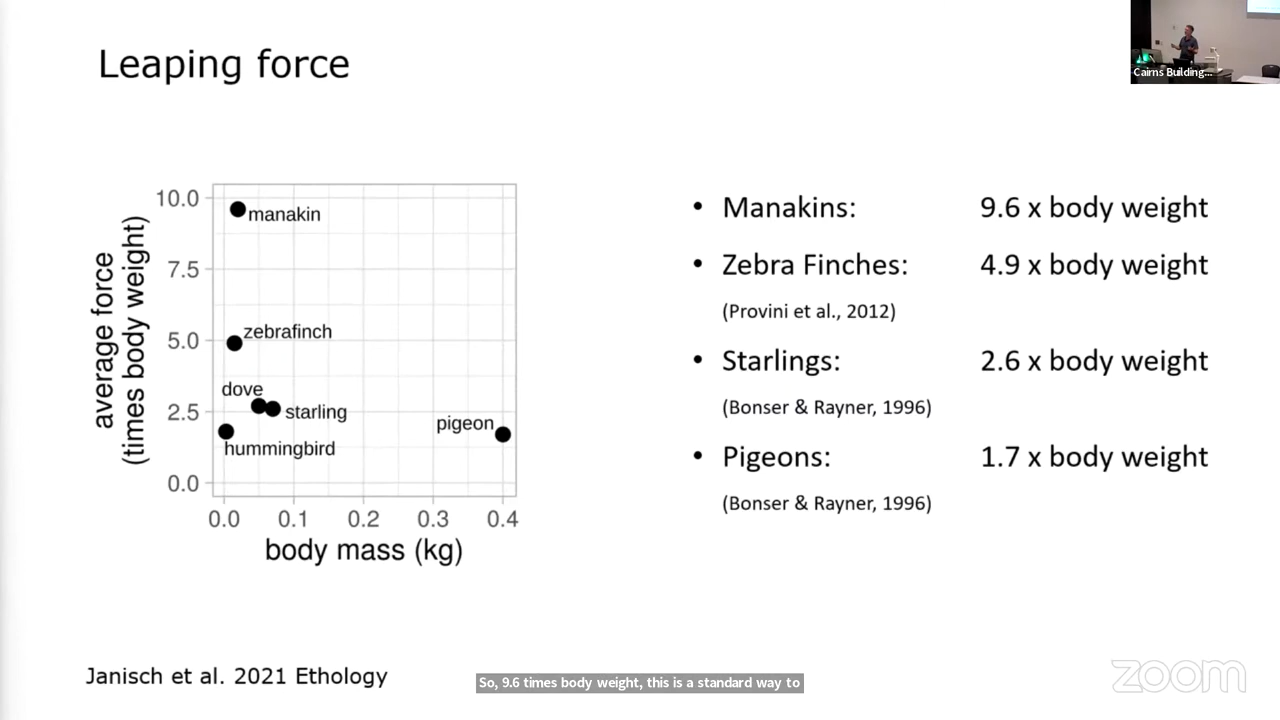 Leaping force
Cairns Building...
average force
(times body weight)
10.0
7.5
5.0
2.5
0.0
manakin
zebrafinch
dove
starling
hummingbird
pigeon
0.0 0.1 0.2 0.3 0.4
body mass (kg)
• Manakins: 9.6 x body weight
• Zebra Finches: 4.9 x body weight
(Provini et al., 2012)
• Starlings: 2.6 x body weight
(Bonser & Rayner, 1996)
• Pigeons: 1.7 x body weight
(Bonser & Rayner, 1996)
Janisch et al. 2021 Ethology
So, 9.6 times body weight, this is a standard way to
zoom